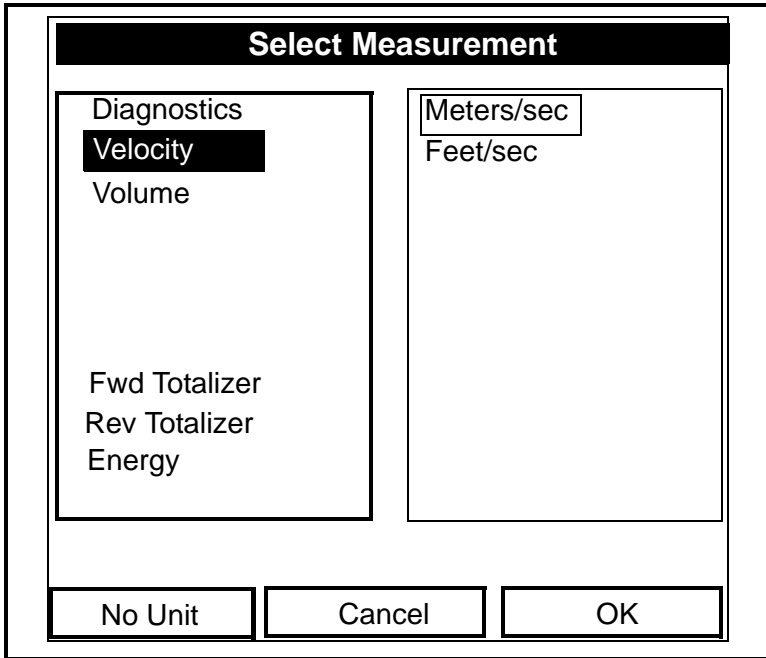 Select Measurement
Diagnostics
Velocity
Volume
Fwd Totalizer
Rev Totalizer
Energy
Meters/sec
Feet/sec
No Unit
Cancel
OK